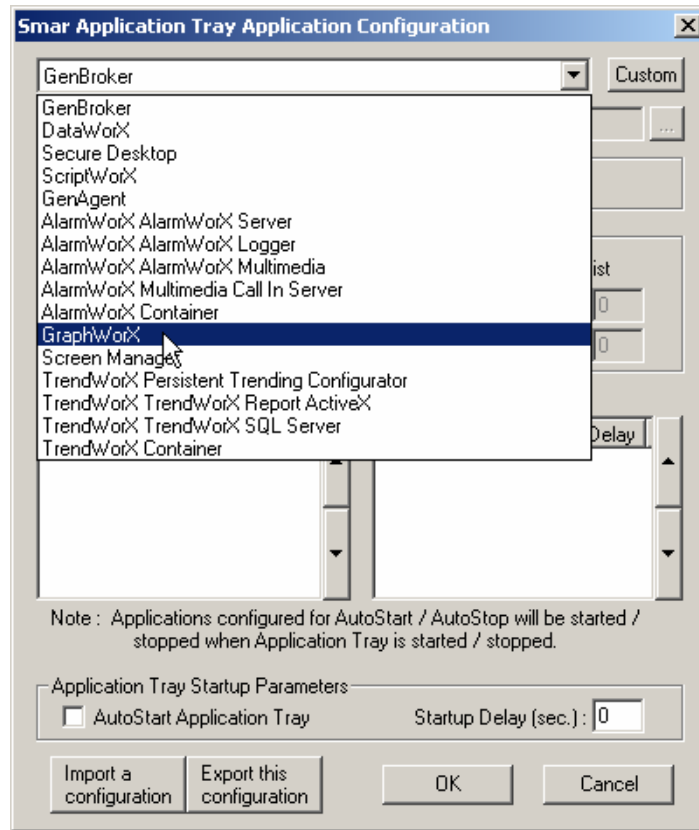 Smar Application Tray Application Configuration
GenBroker
Custom
GenBroker
...
DataWorX
Secure Desktop
ScriptWorX
GenAgent
AlarmWorX AlarmWorX Server
AlarmWorX AlarmWorX Logger
AlarmWorX AlarmWorX Multimedia
ist
AlarmWorX Multimedia Call In Server
0
AlarmWorX Container
GraphWorX
0
Screen Manager
TrendWorX Persistent Trending Configurator
TrendWorX TrendWorX Report ActiveX
TrendWorX TrendWorX SQL Server
Delay
TrendWorX Container
Note : Applications configured for AutoStart / AutoStop will be started /
stopped when Application Tray is started / stopped.
Application Tray Startup Parameters
AutoStart Application Tray
Startup Delay (sec.) : 0
Import a
configuration
Export this
configuration
OK
Cancel